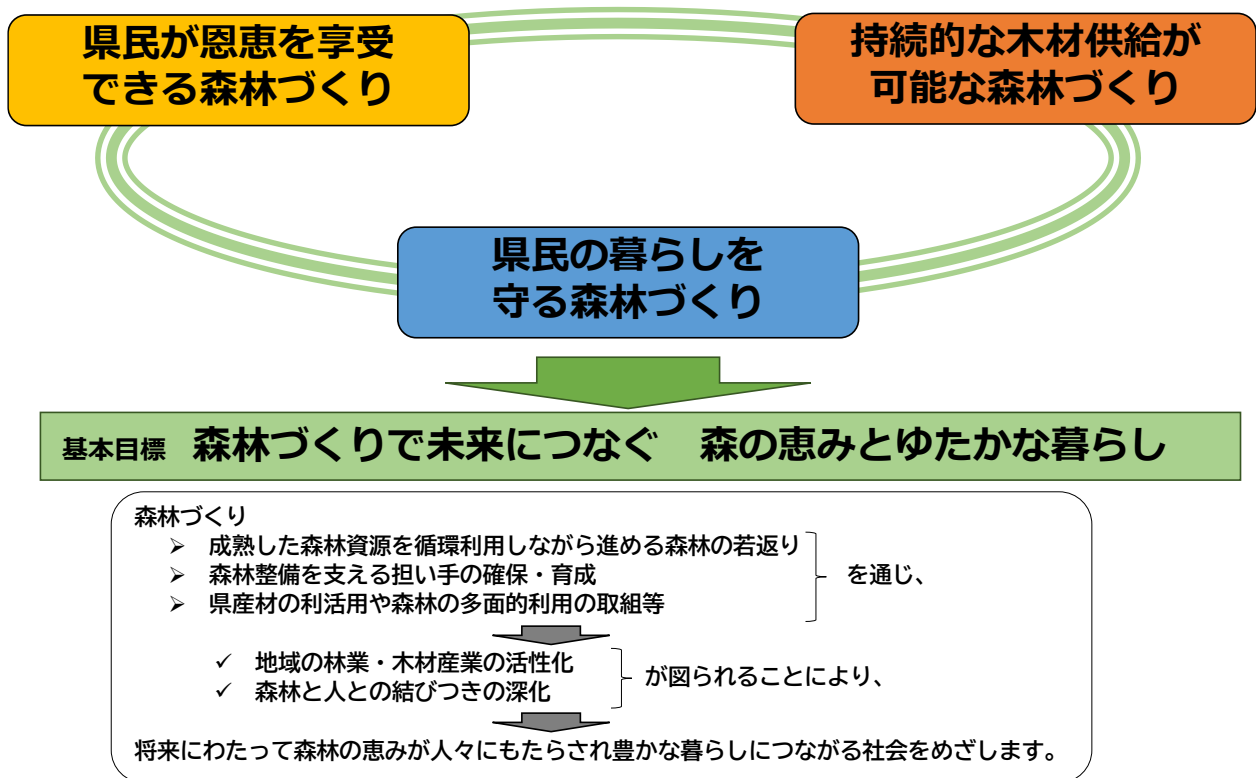 県民が恩恵を享受
できる森林づくり
持続的な木材供給が
可能な森林づくり
県民の暮らしを
守る森林づくり
基本目標 森林づくりで未来につなぐ　森の恵みとゆたかな暮らし
森林づくり
➢ 成熟した森林資源を循環利用しながら進める森林の若返り
➢ 森林整備を支える担い手の確保・育成
➢ 県産材の利活用や森林の多面的利用の取組等
を通じ、
✓ 地域の林業・木材産業の活性化
✓ 森林と人との結びつきの深化
が図られることにより、
将来にわたって森林の恵みが人々にもたらされ豊かな暮らしにつながる社会をめざします。